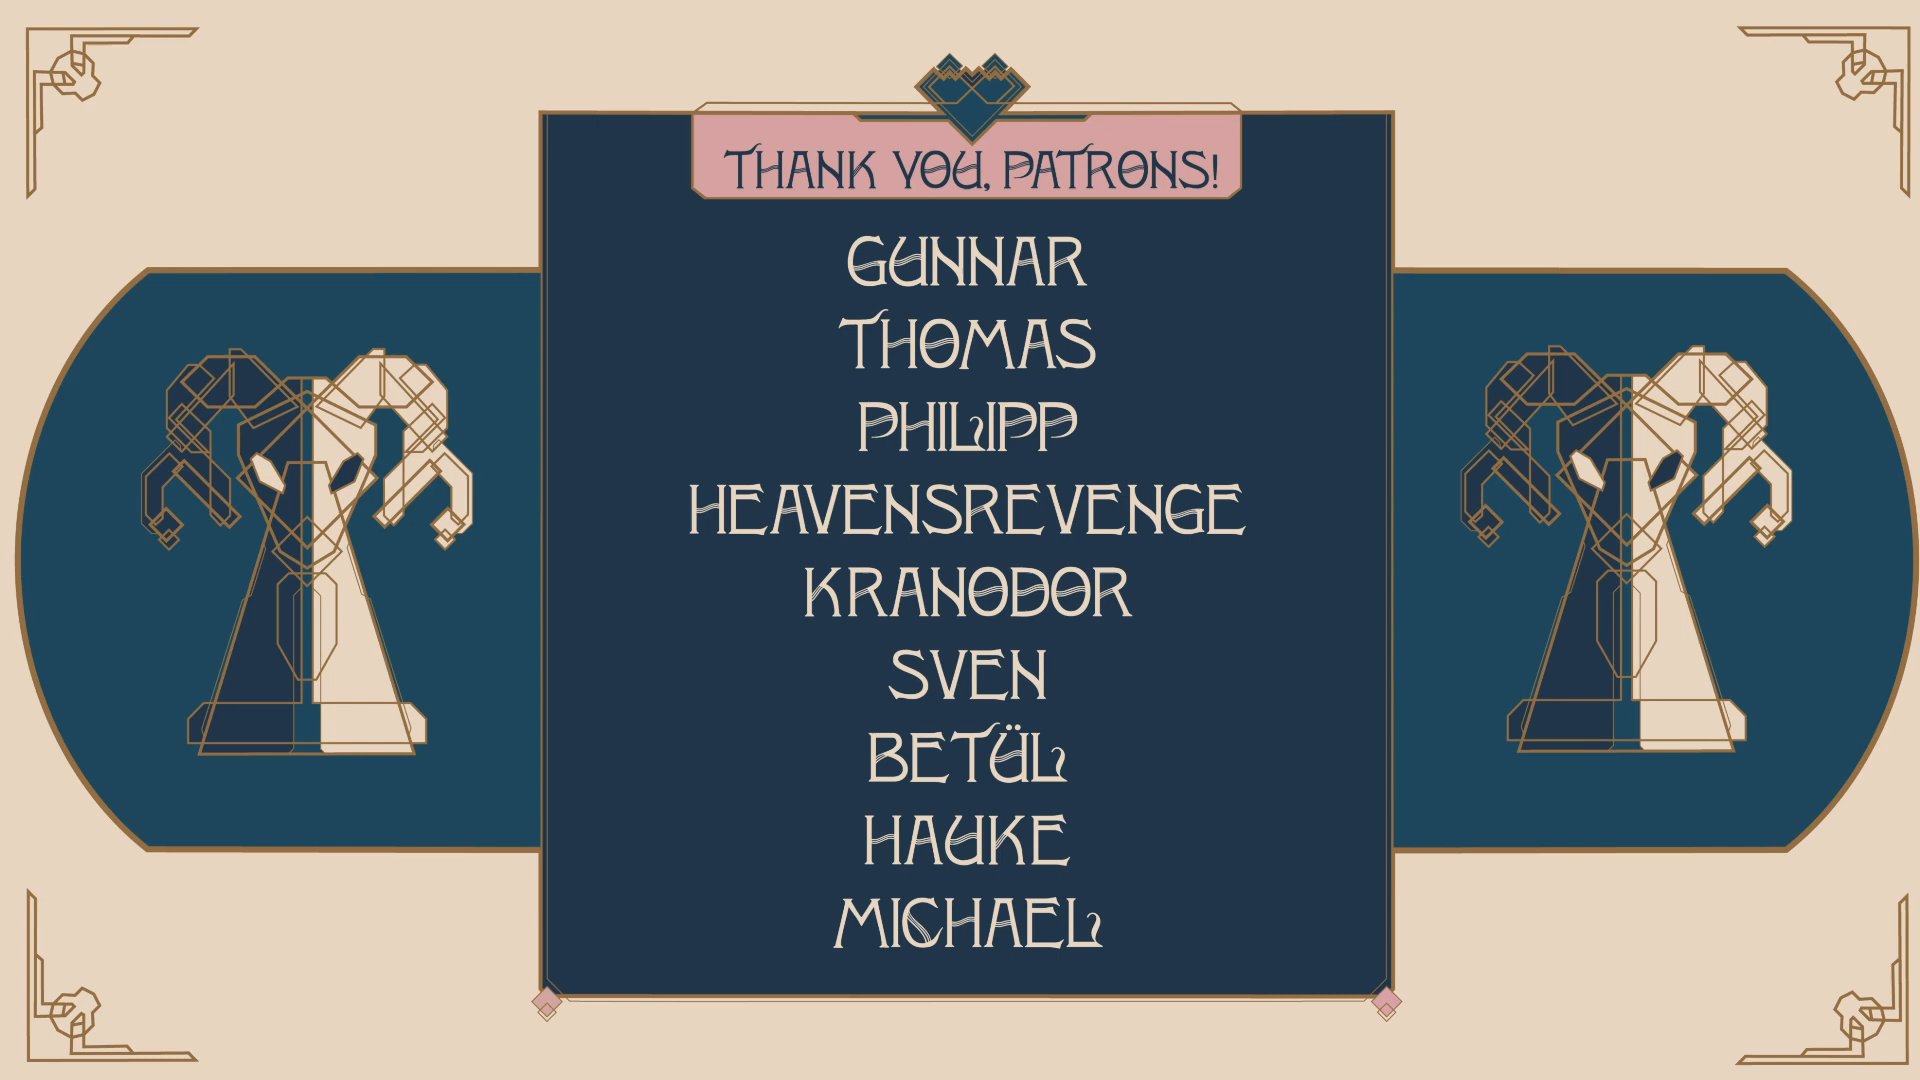 THANK YOU, PATRONS!
GUNNAR
THOMAS
PHILIPP
HEAVENSREVENGE
KRANODOR
SVEN
BETÜL
HAUKE
MICHAEL